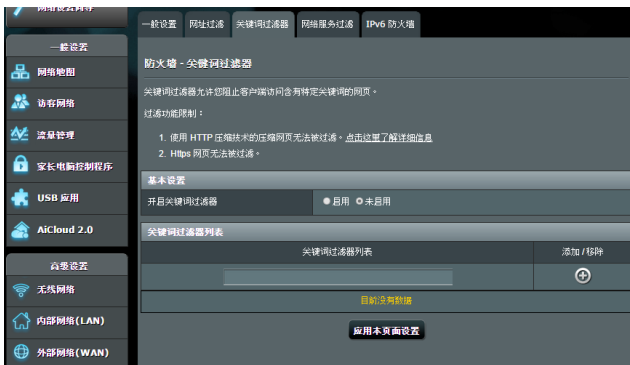 网络设置向导
一般设置
网络地图
访客网络
流量管理
家长电脑控制程序
USB 应用
AiCloud 2.0
高级设置
无线网络
内部网络(LAN)
外部网络(WAN)
一般设置 网址过滤 关键词过滤器 网络服务过滤 IPv6 防火墙
防火墙 - 关键词过滤器
关键词过滤器允许您阻止客户端访问含有特定关键词的网页。
过滤功能限制：
1. 使用 HTTP 压缩技术的压缩网页无法被过滤。点击这里了解详细信息
2. Https 网页无法被过滤。
基本设置
开启关键词过滤器 启用 未启用
关键词过滤器列表
关键词过滤器列表 添加 / 移除
目前没有数据
应用本页面设置